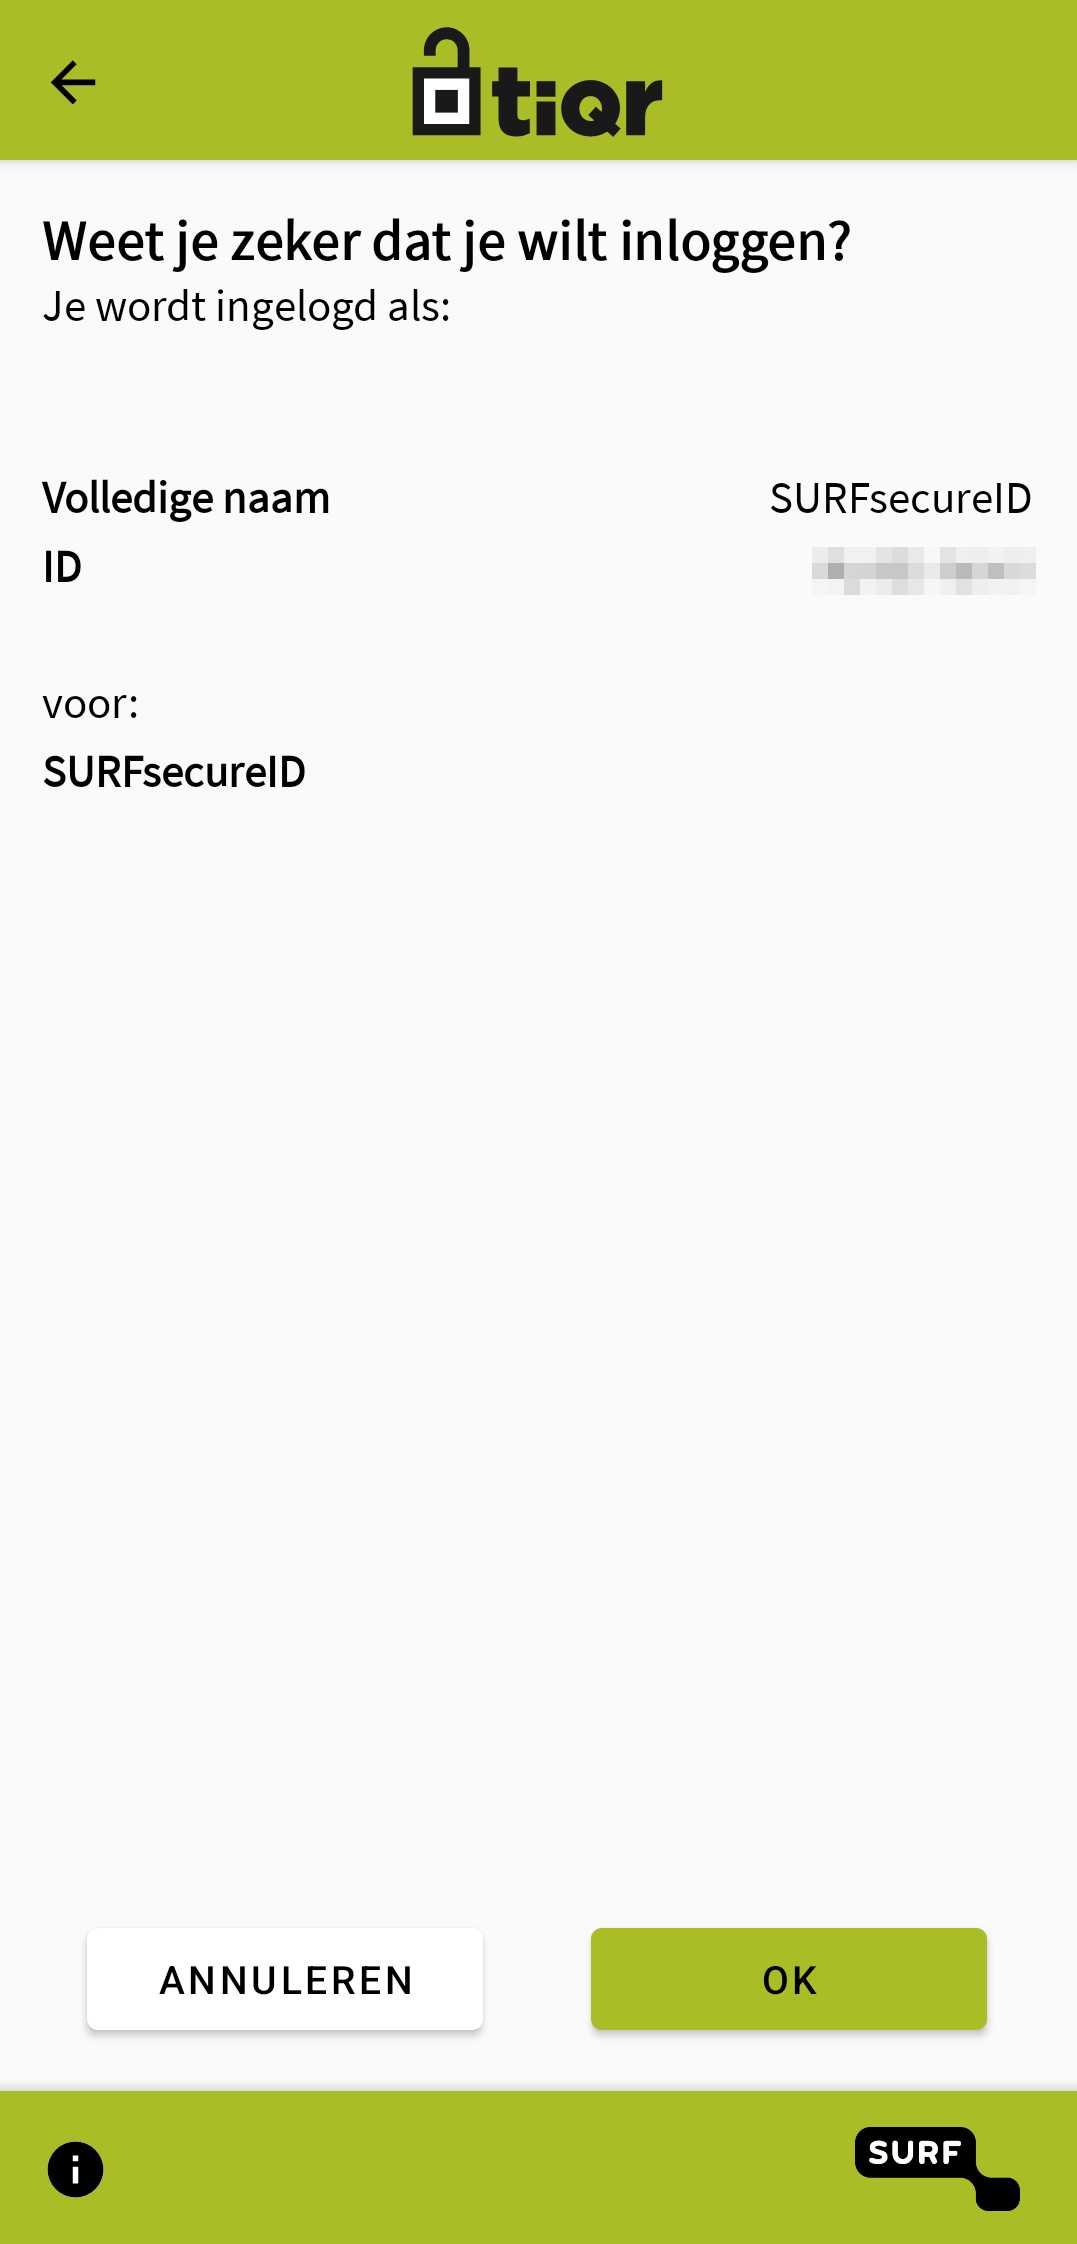 tiqr
Weet je zeker dat je wilt inloggen?
Je wordt ingelogd als:
Volledige naam SURFsecureID
ID
voor:
SURFsecureID
ANNULEREN OK
i SURF